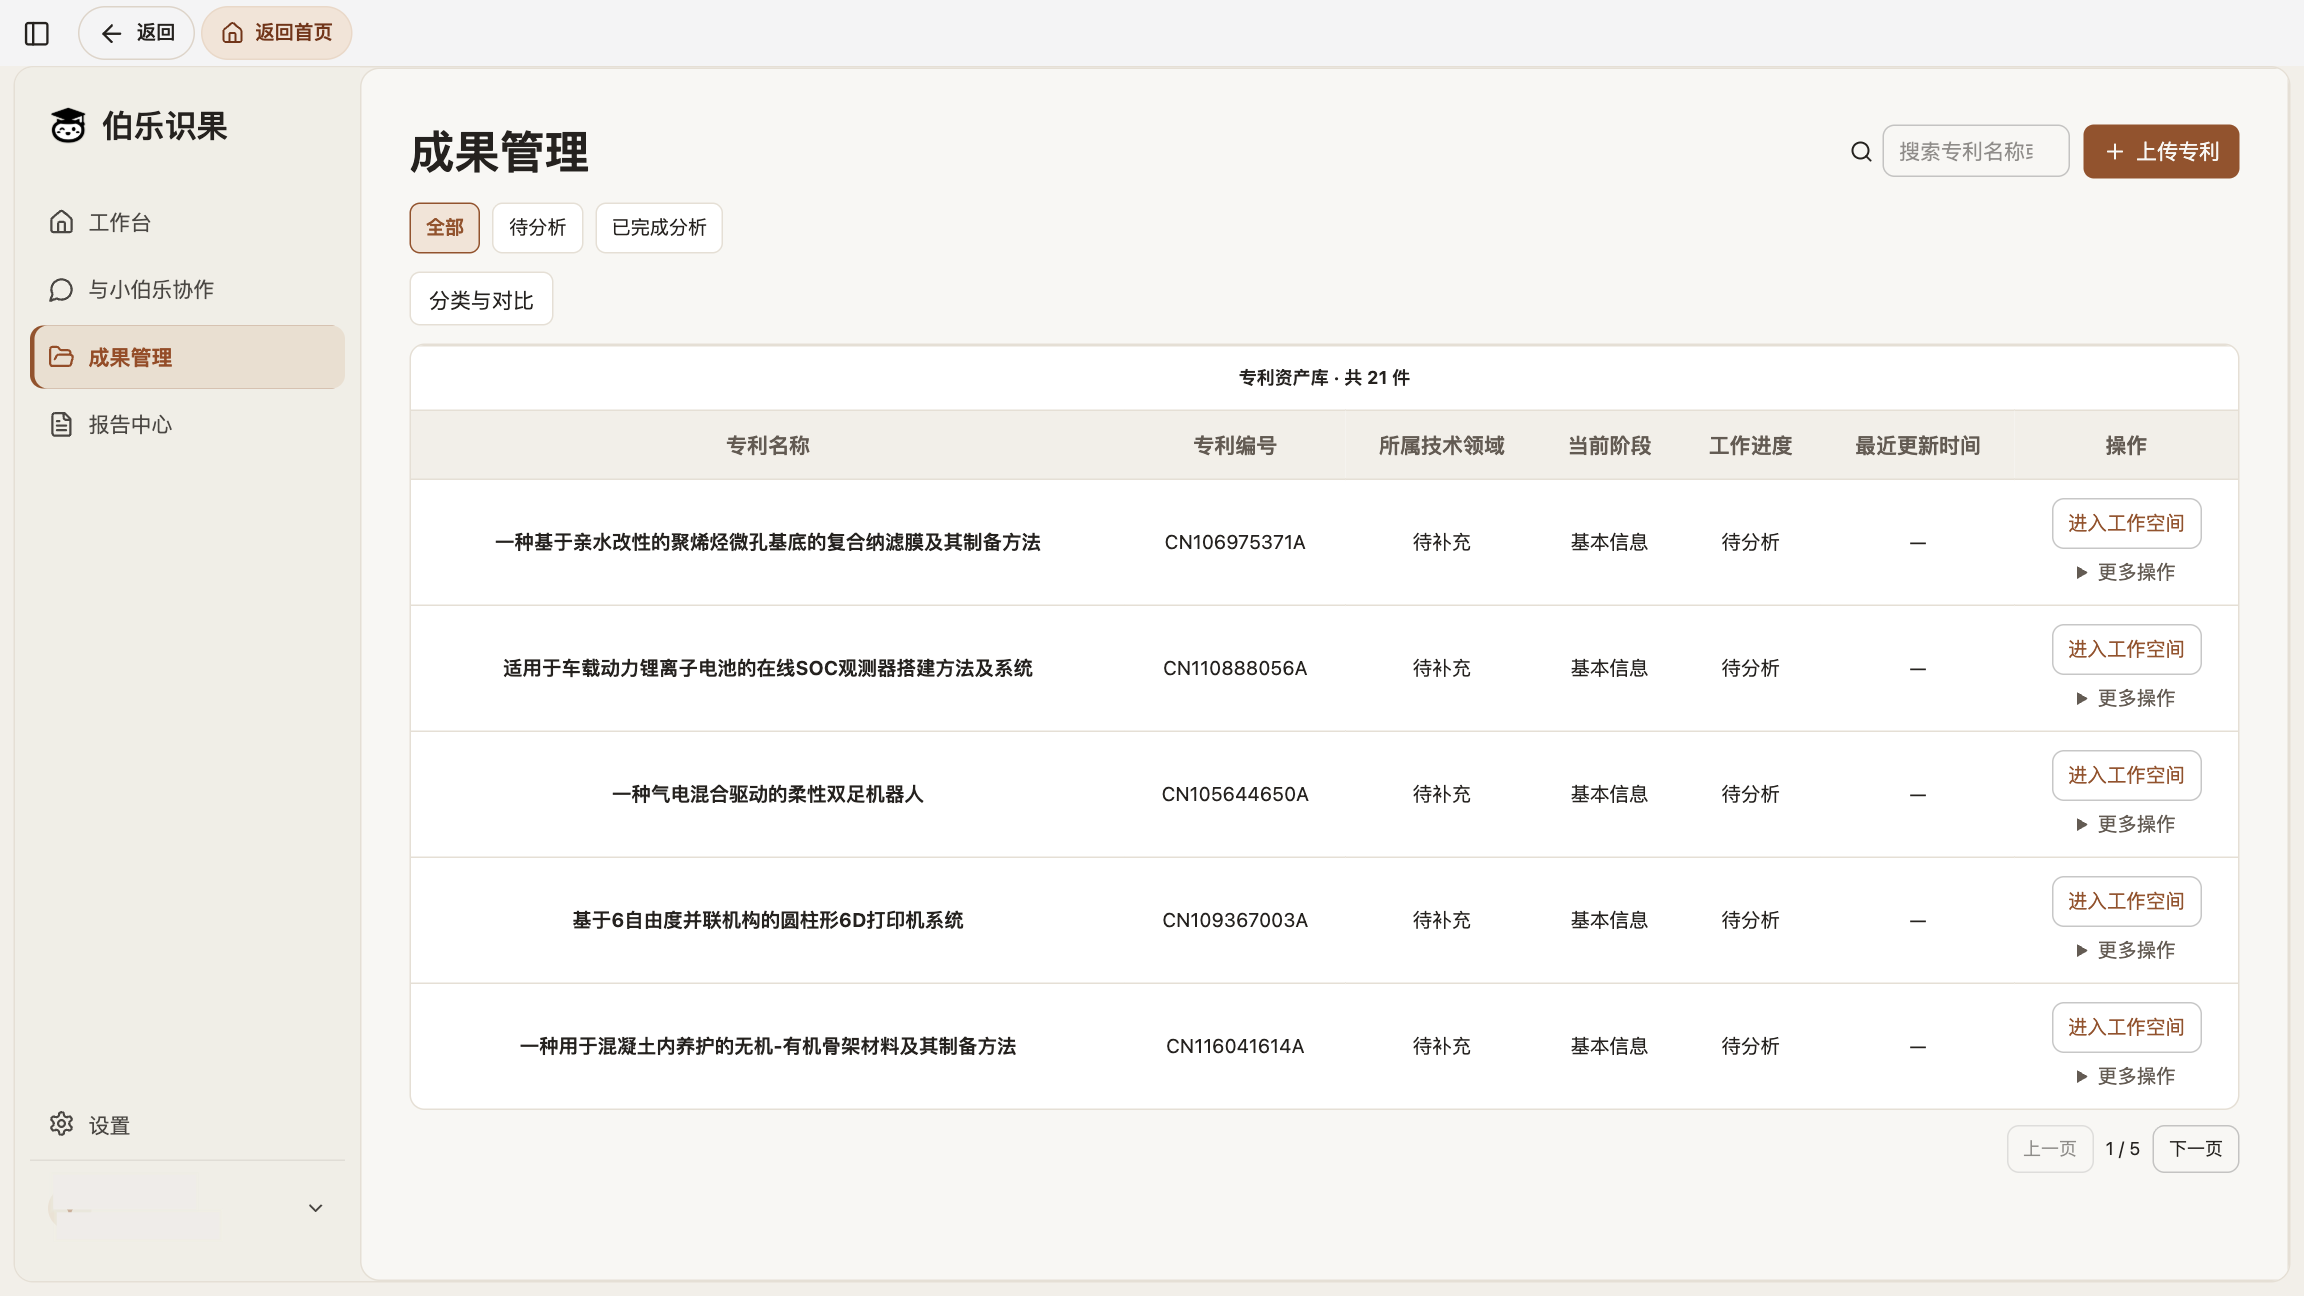 返回
返回首页
伯乐识果
工作台
与小伯乐协作
成果管理
报告中心
设置
成果管理
搜索专利名称
上传专利
全部
待分析
已完成分析
分类与对比
专利资产库 · 共 21 件
专利名称 专利编号 所属技术领域 当前阶段 工作进度 最近更新时间 操作
一种基于亲水改性的聚烯烃微孔基底的复合纳滤膜及其制备方法 CN106975371A 待补充 基本信息 待分析 — 进入工作空间
更多操作
适用于车载动力锂离子电池的在线SOC观测器搭建方法及系统 CN110888056A 待补充 基本信息 待分析 — 进入工作空间
更多操作
一种气电混合驱动的柔性双足机器人 CN105644650A 待补充 基本信息 待分析 — 进入工作空间
更多操作
基于6自由度并联机构的圆柱形6D打印机系统 CN109367003A 待补充 基本信息 待分析 — 进入工作空间
更多操作
一种用于混凝土内养护的无机-有机骨架材料及其制备方法 CN116041614A 待补充 基本信息 待分析 — 进入工作空间
更多操作
上一页 1 / 5 下一页